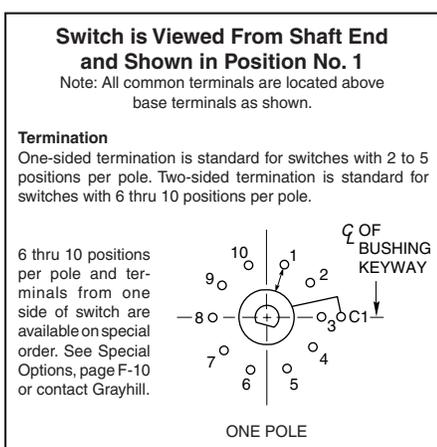 Switch is Viewed From Shaft End
and Shown in Position No. 1
Note: All common terminals are located above
base terminals as shown.
Termination
One-sided termination is standard for switches with 2 to 5
positions per pole. Two-sided termination is standard for
switches with 6 thru 10 positions per pole.
6 thru 10 positions
per pole and ter-
minals from one
side of switch are
available on special
order. See Special
Options, page F-10
or contact Grayhill.
CL OF
BUSHING
KEYWAY
10
1
9
2
8
3
C1
7
4
6
5
ONE POLE